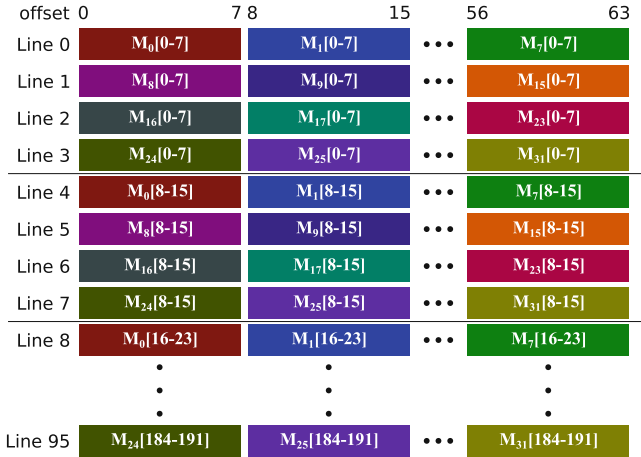 offset 0 7 8 15 56 63
Line 0 M₀[0-7] M₁[0-7] ••• M₇[0-7]
Line 1 M₈[0-7] M₉[0-7] ••• M₁₅[0-7]
Line 2 M₁₆[0-7] M₁₇[0-7] ••• M₂₃[0-7]
Line 3 M₂₄[0-7] M₂₅[0-7] ••• M₃₁[0-7]
Line 4 M₀[8-15] M₁[8-15] ••• M₇[8-15]
Line 5 M₈[8-15] M₉[8-15] ••• M₁₅[8-15]
Line 6 M₁₆[8-15] M₁₇[8-15] ••• M₂₃[8-15]
Line 7 M₂₄[8-15] M₂₅[8-15] ••• M₃₁[8-15]
Line 8 M₀[16-23] M₁[16-23] ••• M₇[16-23]
Line 95 M₂₄[184-191] M₂₅[184-191] ••• M₃₁[184-191]